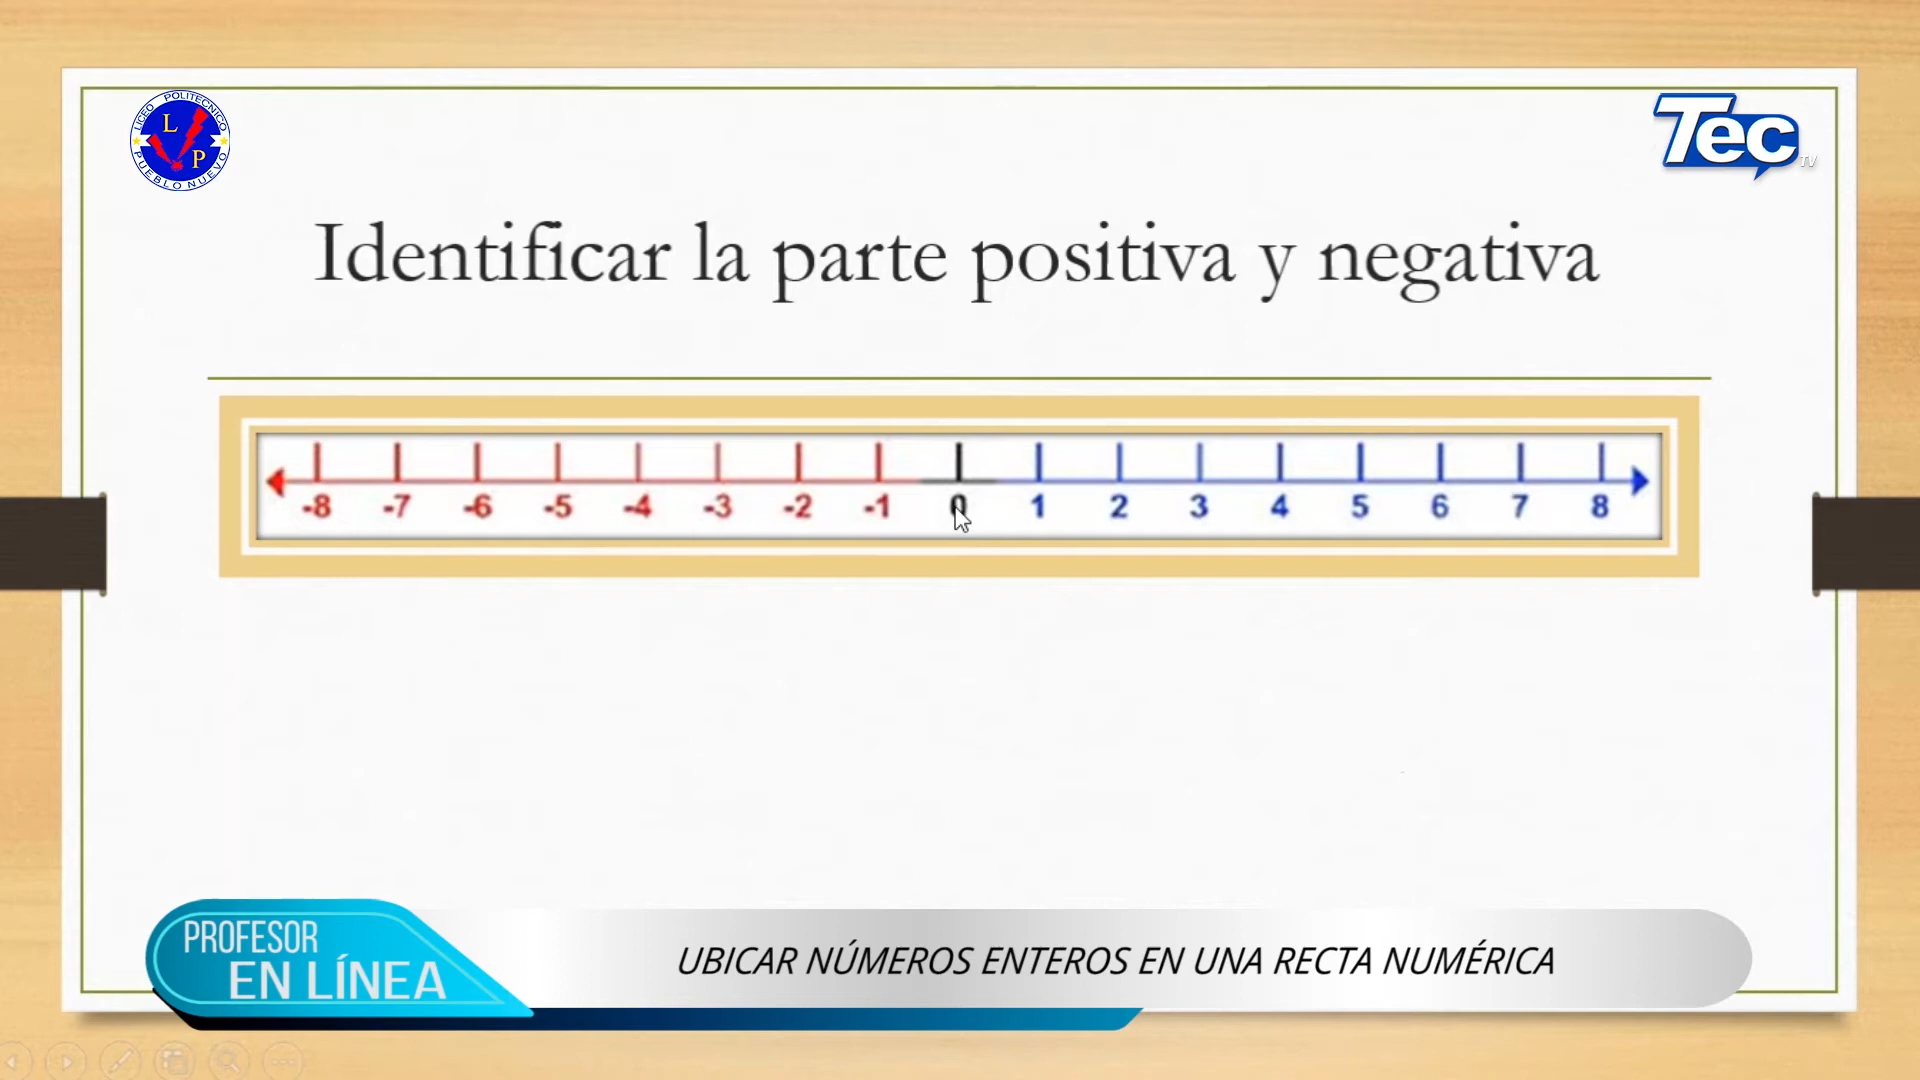 LICEO POLITECNICO
L
P
PUEBLO NUEVO
Tec
TV
Identificar la parte positiva y negativa
-8 -7 -6 -5 -4 -3 -2 -1 0 1 2 3 4 5 6 7 8
PROFESOR
EN LÍNEA
UBICAR NÚMEROS ENTEROS EN UNA RECTA NUMÉRICA